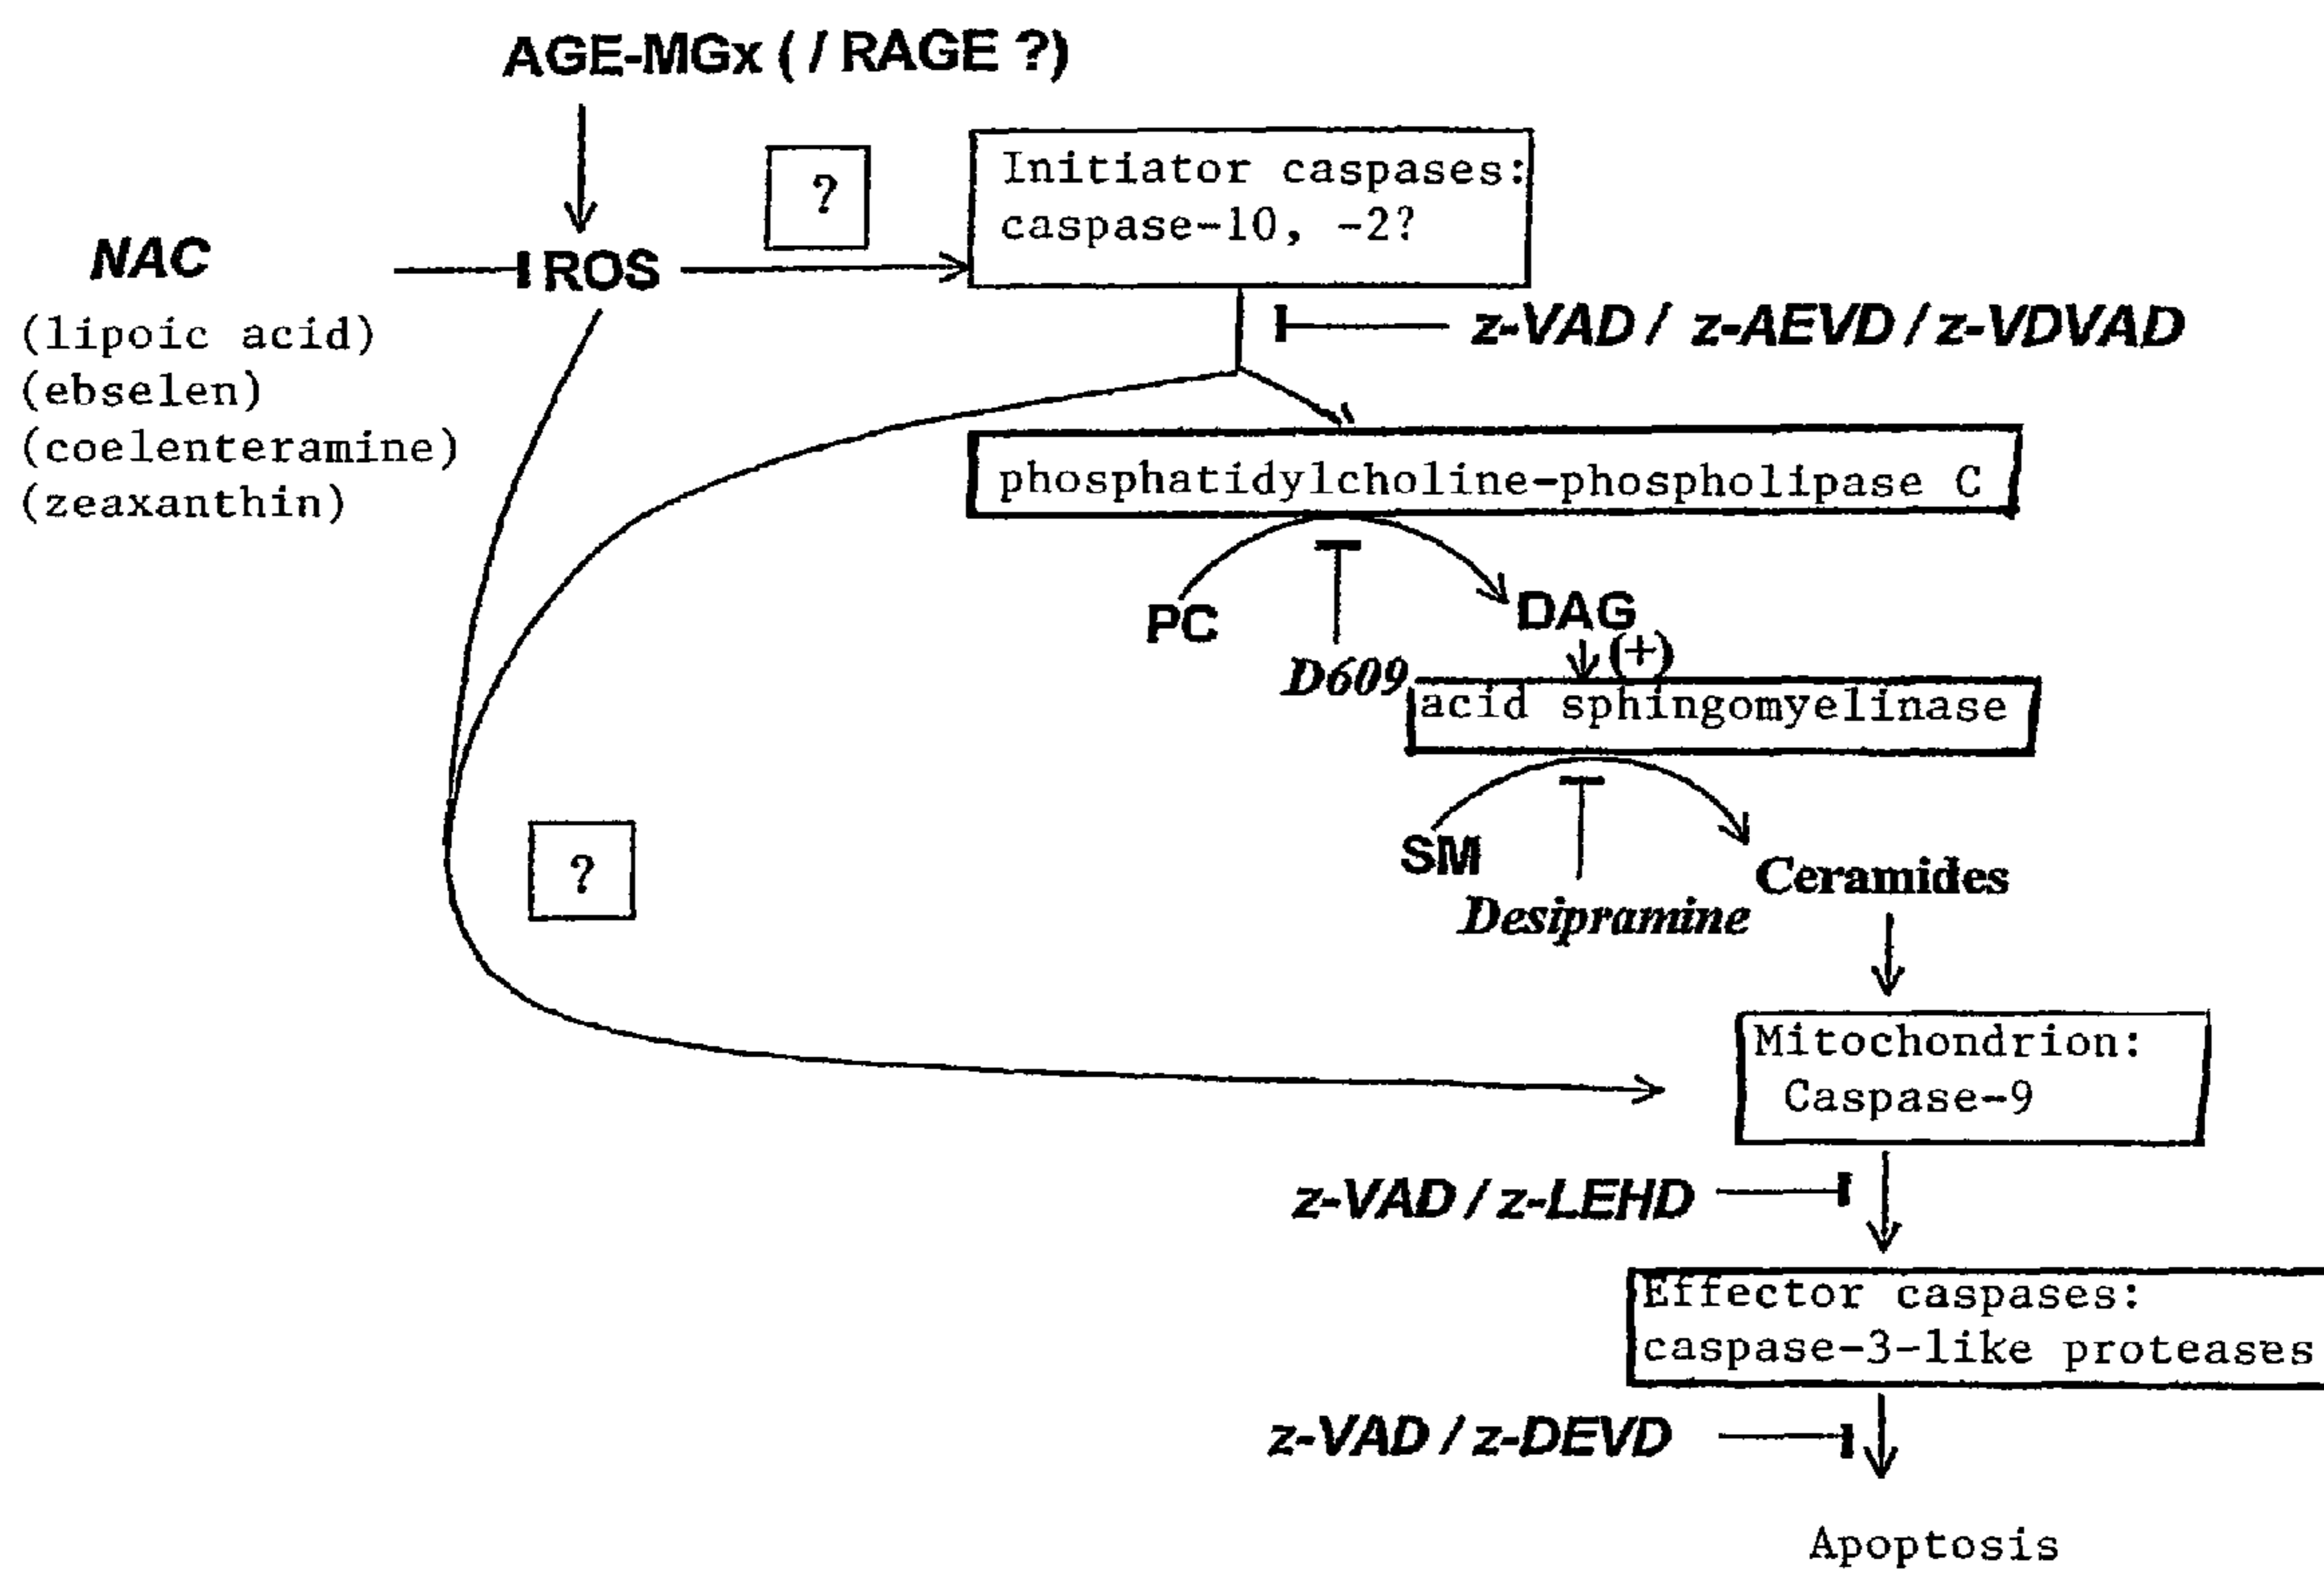 AGE-MGx ( / RAGE ?)
?
Initiator caspases:
caspase-10, -2?
NAC
ROS
(lipoic acid)
(ebselen)
(coelenteramine)
(zeaxanthin)
z-VAD / z-AEVD / z-VDVAD
phosphatidylcholine-phospholipase C
PC
DAG
(+)
D609
acid sphingomyelinase
SM
?
Ceramides
Desipramine
Mitochondrion:
Caspase-9
z-VAD / z-LEHD
Effector caspases:
caspase-3-like proteases
z-VAD / z-DEVD
Apoptosis